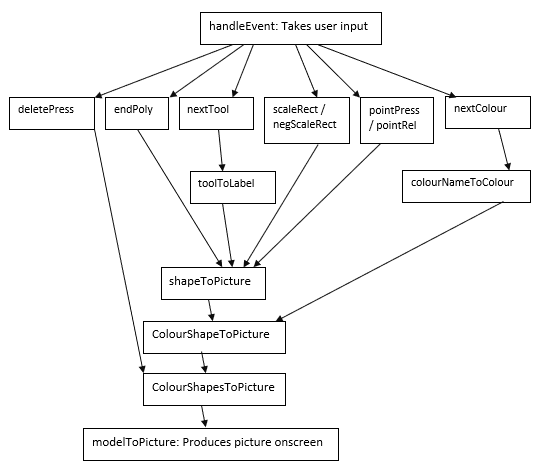 handleEvent: Takes user input
deletePress
endPoly
nextTool
scaleRect /
negScaleRect
pointPress
/ pointRel
nextColour
toolToLabel
colourNameToColour
shapeToPicture
ColourShapeToPicture
ColourShapesToPicture
modelToPicture: Produces picture onscreen